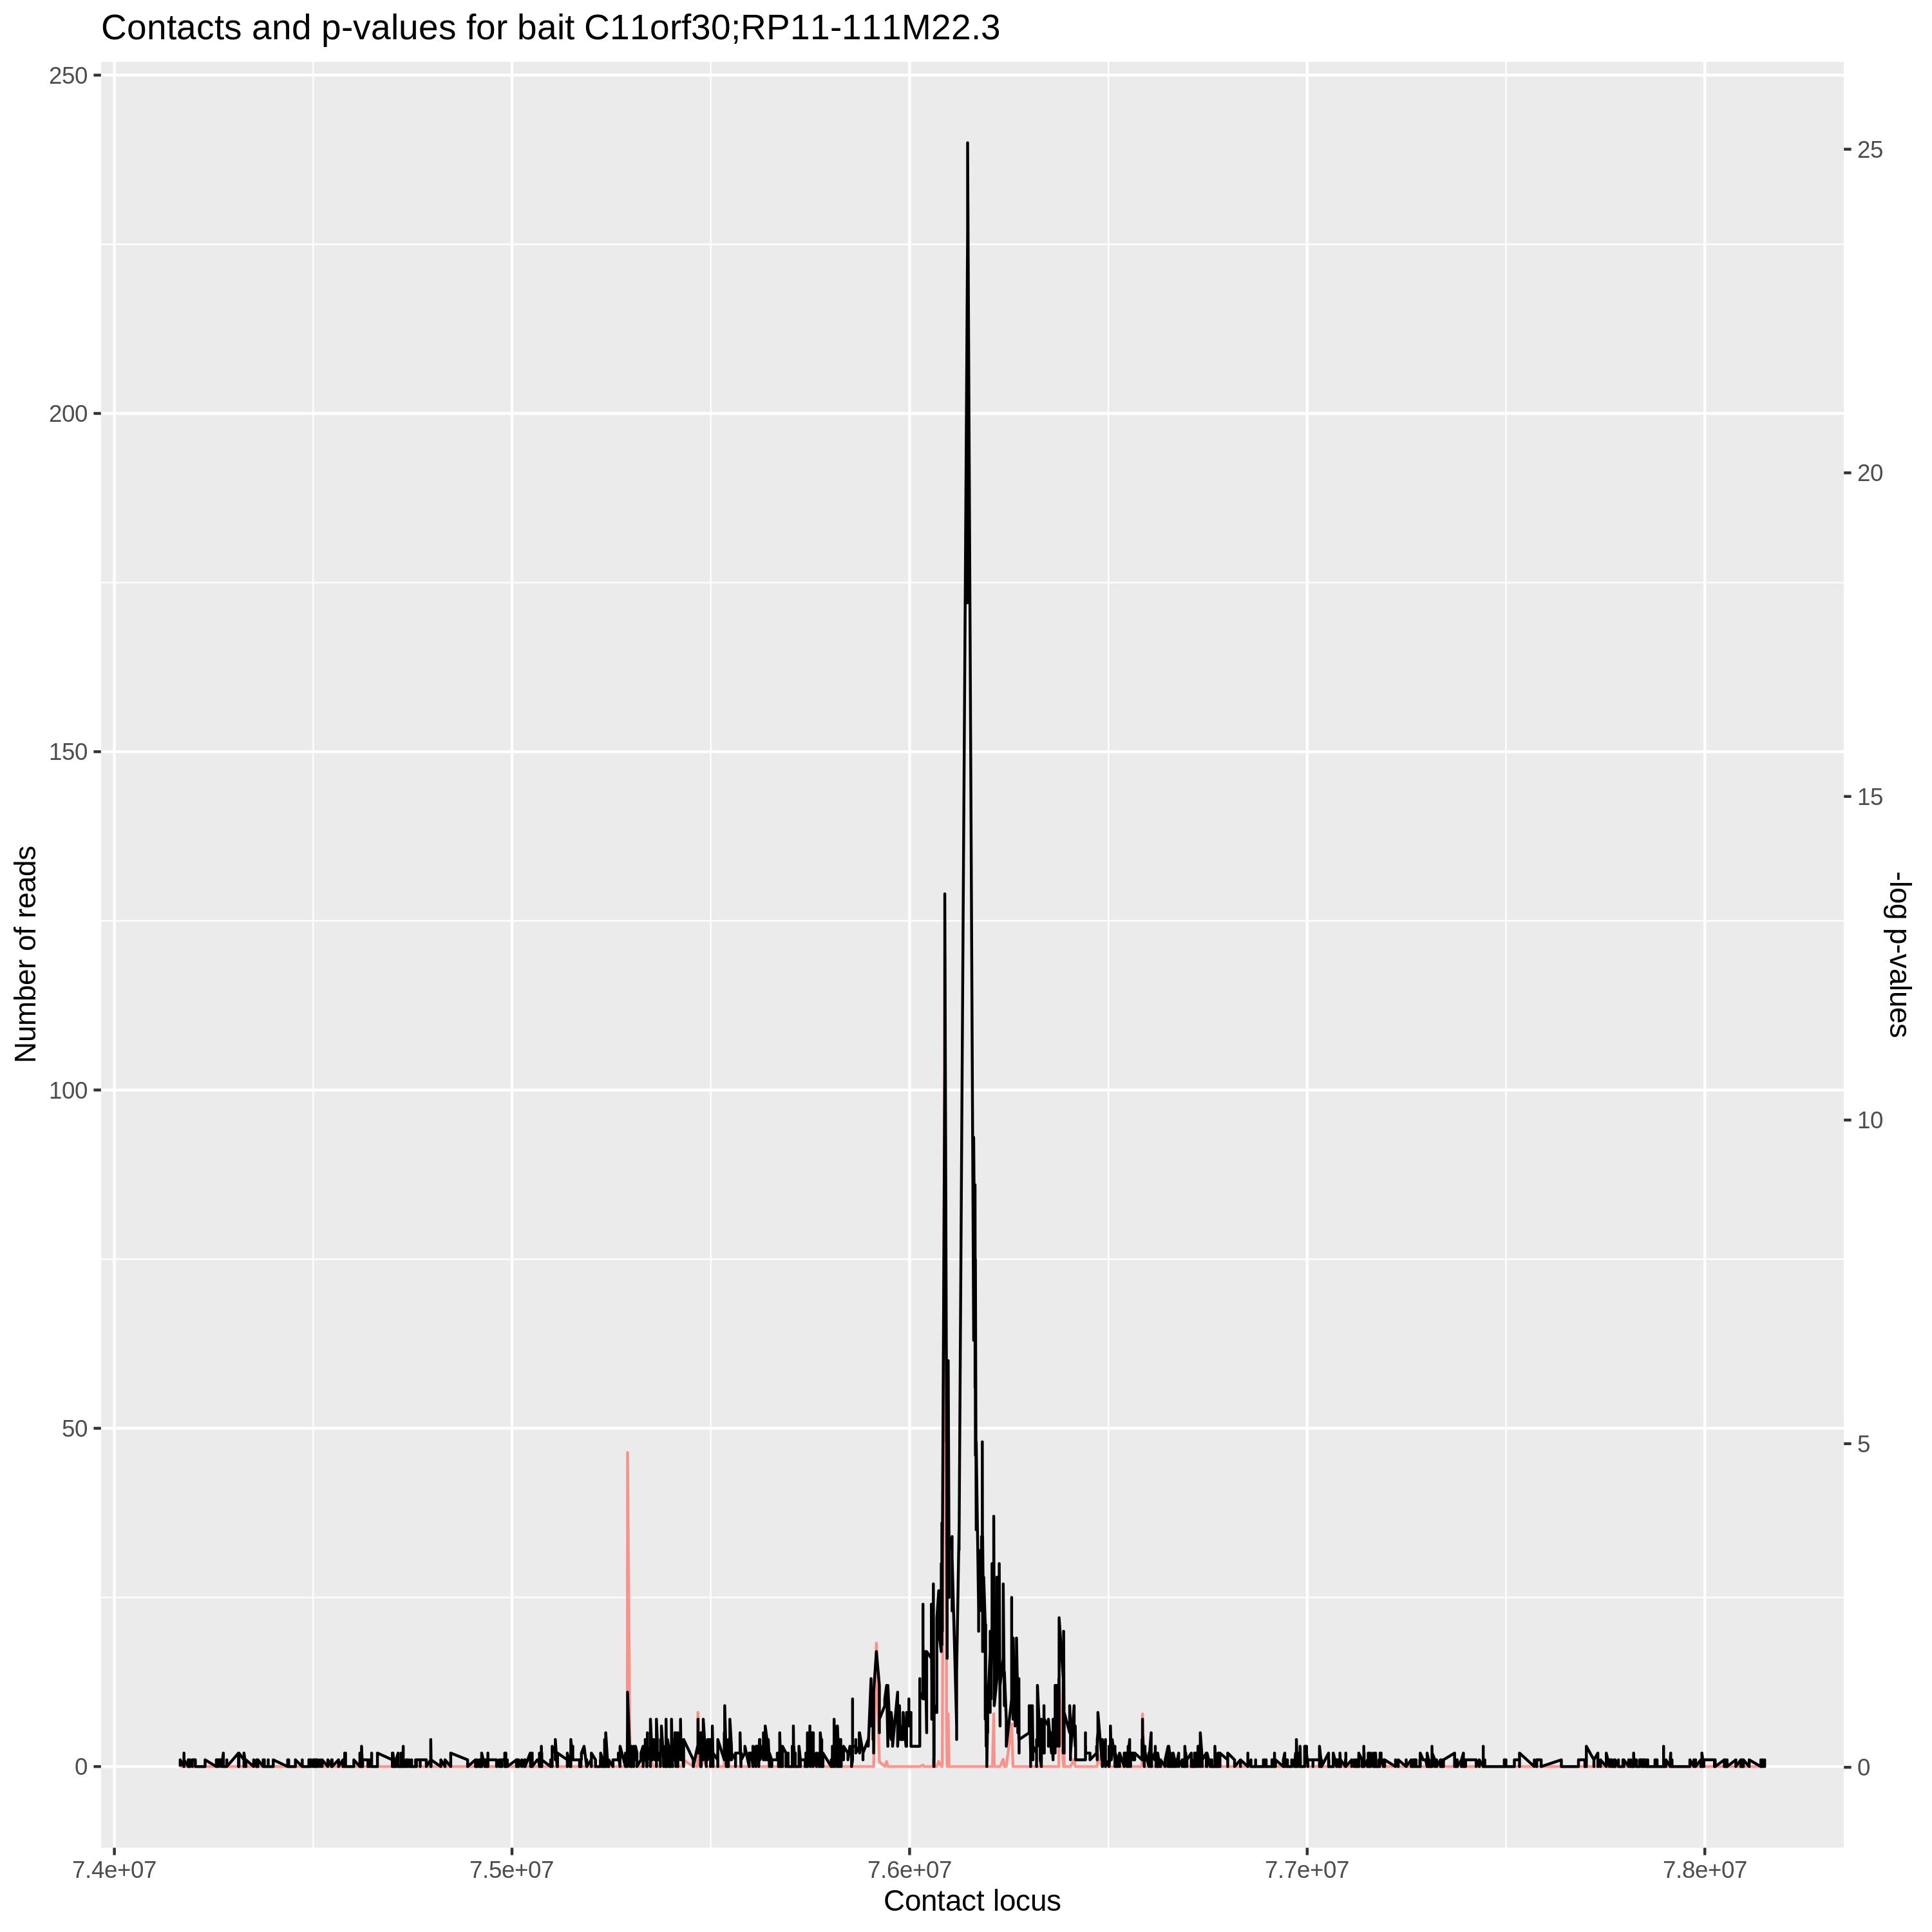 Contacts and p-values for bait C11orf30;RP11-111M22.3
250
200
150
100
50
0
Number of reads
25
20
15
10
5
0
-log p-values
7.4e+07
7.5e+07
7.6e+07
7.7e+07
7.8e+07
Contact locus